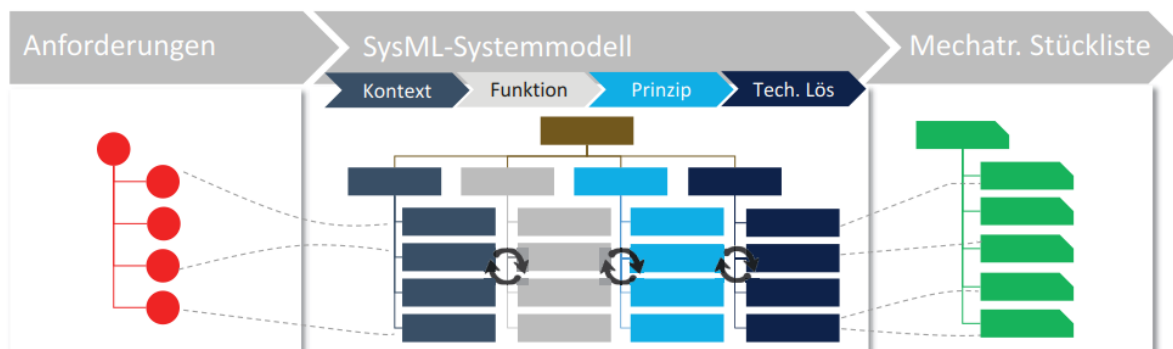 Anforderungen
SysML-Systemmodell
Mechatr. Stückliste
Kontext
Funktion
Prinzip
Tech. Lös